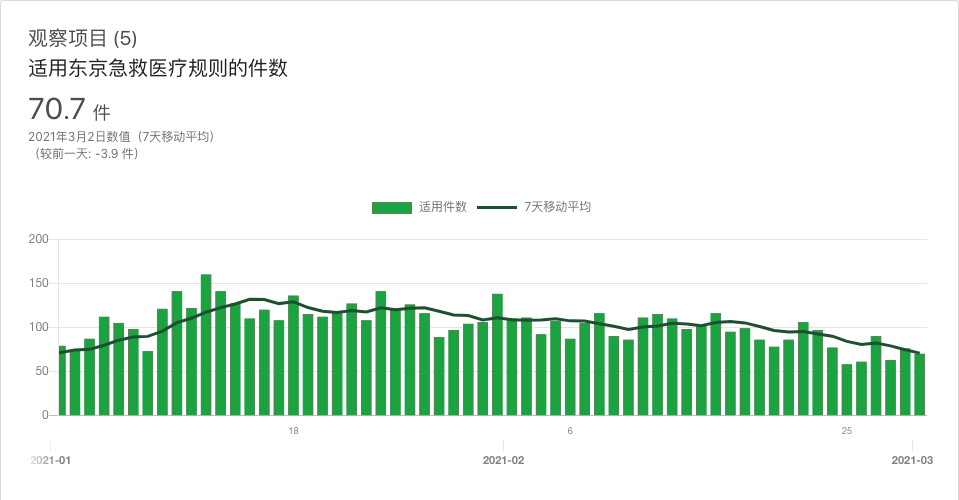 观察项目 (5)
适用东京急救医疗规则的件数
70.7 件
2021年3月2日数值（7天移动平均）
（较前一天: -3.9 件）
适用件数 7天移动平均
200
150
100
50
0
18 6 25
2021-01 2021-02 2021-03